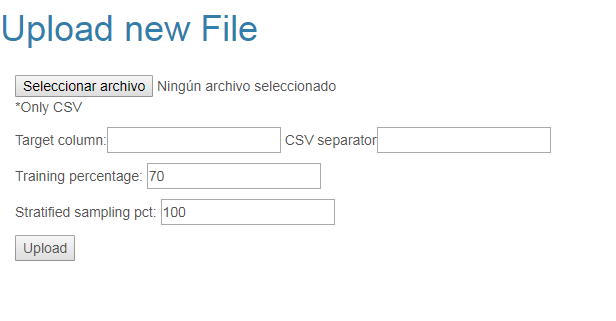 Upload new File
Seleccionar archivo Ningún archivo seleccionado
*Only CSV
Target column: CSV separator
Training percentage: 70
Stratified sampling pct: 100
Upload